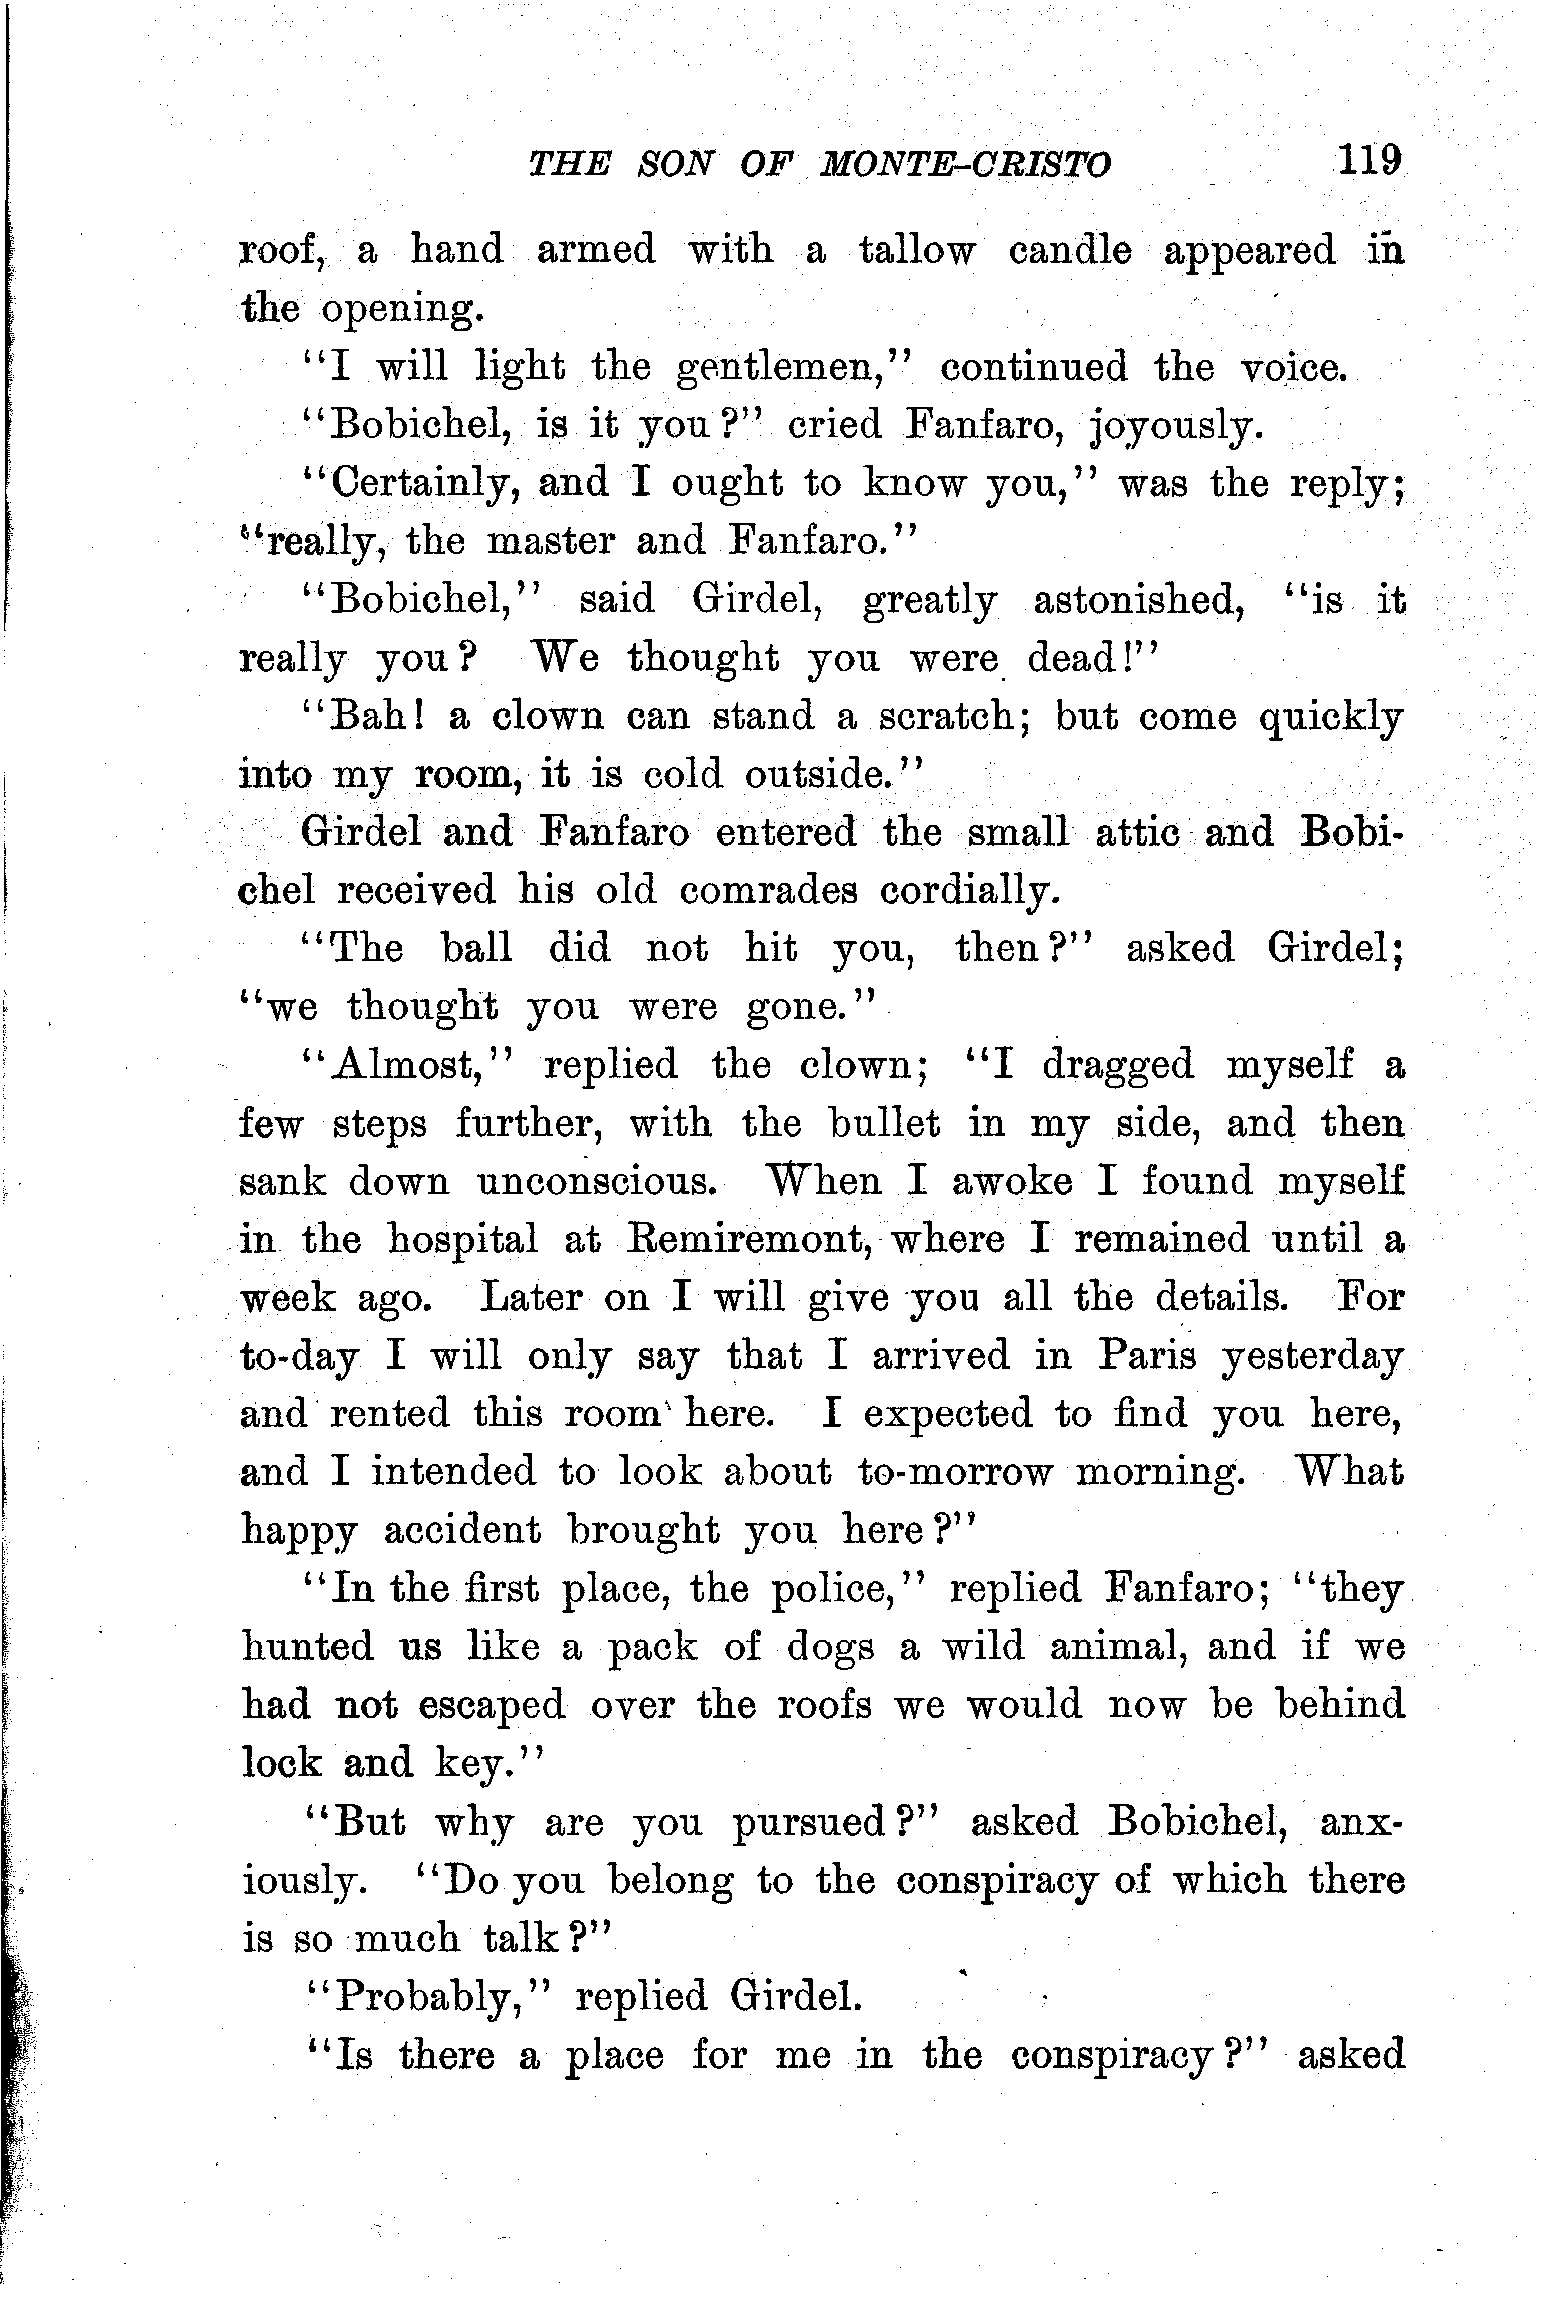 THE SON OF MONTE-CRISTO 119
roof, a hand armed with a tallow candle appeared in
the opening.
"I will light the gentlemen," continued the voice.
"Bobichel, is it you?" cried Fanfaro, joyously.
"Certainly, and I ought to know you," was the reply;
"really, the master and Fanfaro."
"Bobichel," said Girdel, greatly astonished, "is it
really you? We thought you were dead!"
"Bah! a clown can stand a scratch; but come quickly
into my room, it is cold outside."
Girdel and Fanfaro entered the small attic and Bobi-
chel received his old comrades cordially.
"The ball did not hit you, then?" asked Girdel;
"we thought you were gone."
"Almost," replied the clown; "I dragged myself a
few steps further, with the bullet in my side, and then
sank down unconscious. When I awoke I found myself
in the hospital at Remiremont, where I remained until a
week ago. Later on I will give you all the details. For
to-day I will only say that I arrived in Paris yesterday
and rented this room here. I expected to find you here,
and I intended to look about to-morrow morning. What
happy accident brought you here?"
"In the first place, the police," replied Fanfaro; "they
hunted us like a pack of dogs a wild animal, and if we
had not escaped over the roofs we would now be behind
lock and key."
"But why are you pursued?" asked Bobichel, anx-
iously. "Do you belong to the conspiracy of which there
is so much talk?"
"Probably," replied Girdel.
"Is there a place for me in the conspiracy?" asked